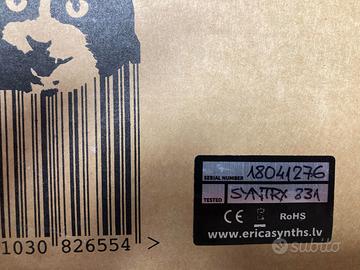 SERIAL NUMBER 18041276
TESTED SYNTRX 331
CE RoHS
www.ericasynths.lv
1030 826554 >
subito